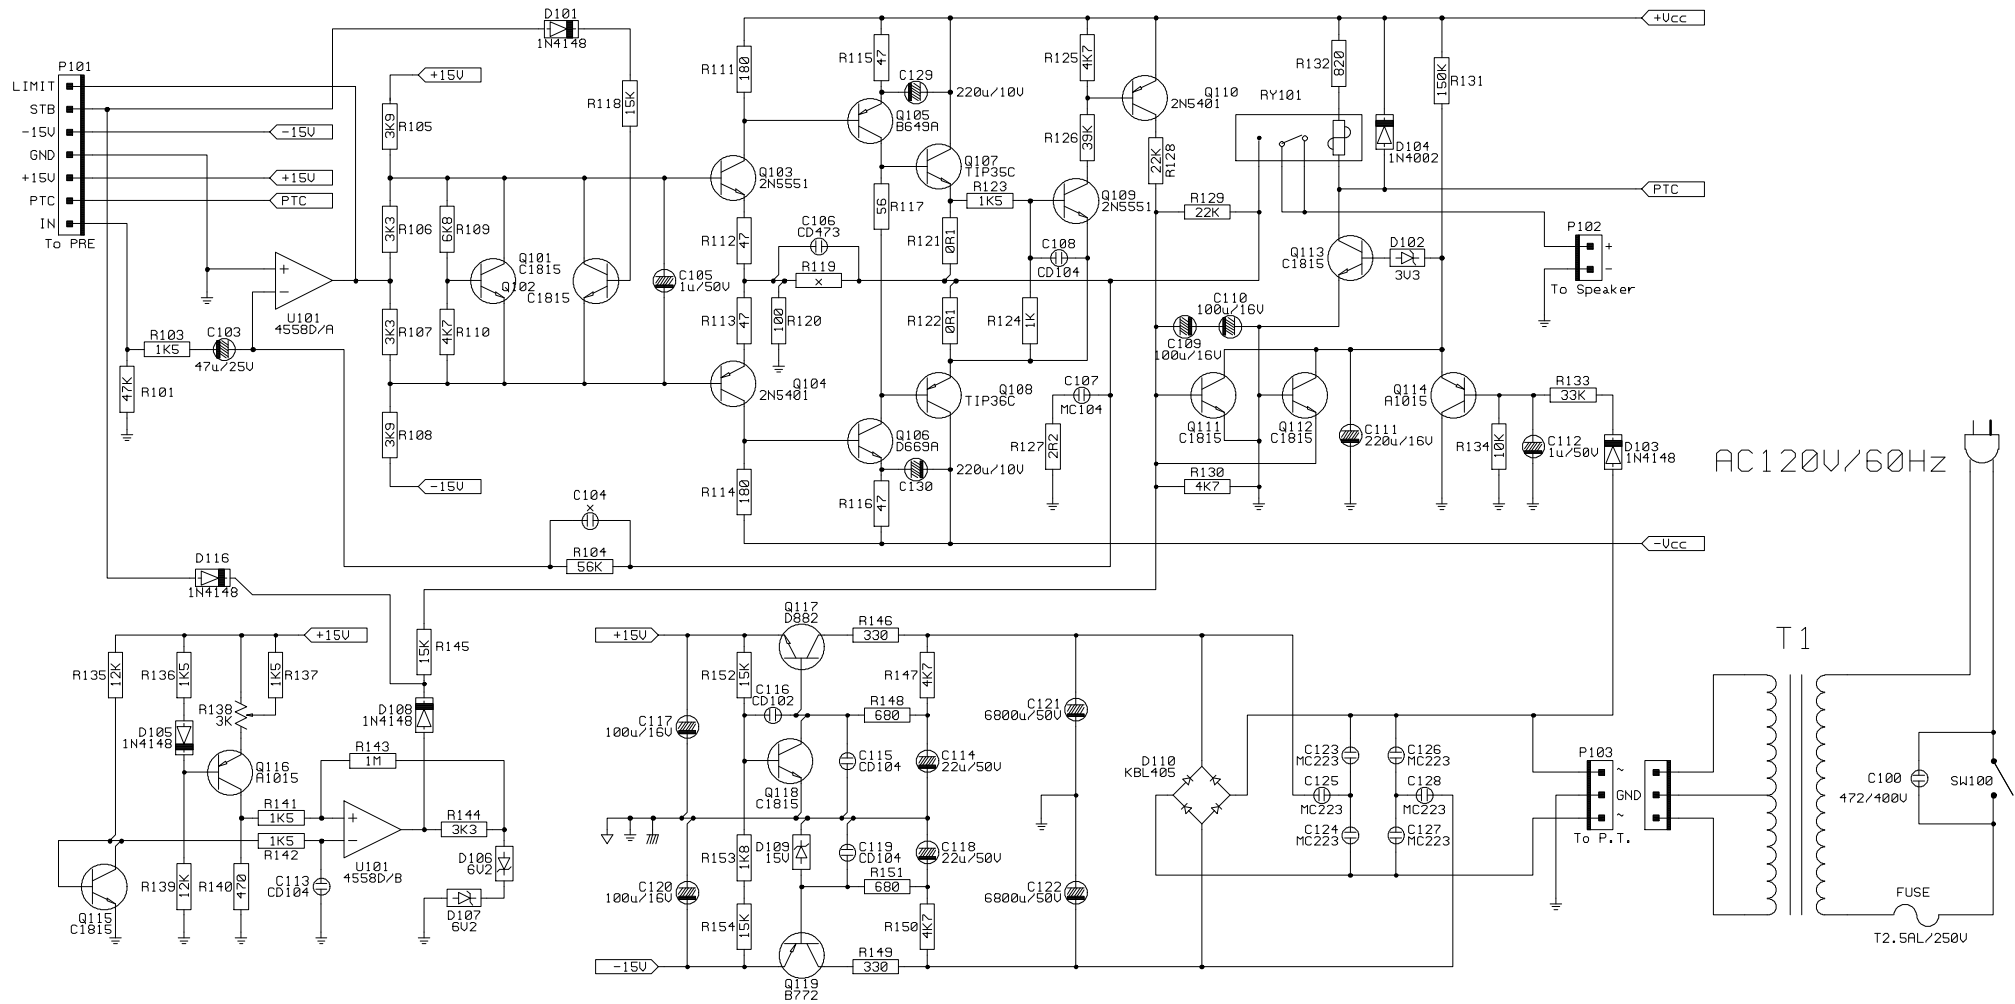 P101
LIMIT
STB
-15V
GND
+15V
PTC
IN
To PRE
-15V
+15V
PTC
D101
1N4148
+15V
3K9 R105
R118 15K
3K3 R106
6K8 R109
Q101
C1815
Q102
C1815
C105
1u/50V
U101
4558D/A
3K3 R107
4K7 R110
R103
1K5
C103
47u/25V
47K R101
3K9 R108
-15V
R111 180
Q103
2N5551
R112 47
C106
CD473
R119
x
R113 47
100 R120
Q104
2N5401
R114 180
C104
x
R104
56K
R115 47
C129
220u/10V
Q105
B649A
Q107
TIP35C
56 R117
R123
1K5
R121 0R1
R122 0R1
Q108
TIP36C
Q106
D669A
C130
220u/10V
R116 47
R125 4K7
R126 39K
Q109
2N5551
C108
CD104
R124 1K
C107
MC104
R127 2R2
Q110
2N5401
22K R128
R129
22K
RY101
R132 820
150K R131
D104
1N4002
+Vcc
PTC
P102
+
-
To Speaker
Q113
C1815
D102
3V3
C110
100u/16V
C109
100u/16V
Q111
C1815
Q112
C1815
Q114
A1015
R133
33K
C111
220u/16V
R134 10K
C112
1u/50V
D103
1N4148
R130
4K7
-Vcc
AC120V/60Hz
D116
1N4148
+15V
R135 12K
R136 1K5
1K5 R137
R138
3K
D105
1N4148
Q116
A1015
15K R145
D108
1N4148
R143
1M
R141
1K5
1K5
R142
U101
4558D/B
R144
3K3
D106
6V2
D107
6V2
Q115
C1815
R139 12K
R140 470
C113
CD104
+15V
Q117
D882
R146
330
R152 15K
R147 4K7
C116
CD102
R148
680
C117
100u/16V
Q118
C1815
C115
CD104
C114
22u/50V
C121
6800u/50V
R153 1K8
D109
15V
C119
CD104
C118
22u/50V
R151
680
C120
100u/16V
C122
6800u/50V
R154 15K
R150 4K7
R149
330
-15V
Q119
B772
D110
KBL405
C123
MC223
C126
MC223
C125
MC223
C128
MC223
C124
MC223
C127
MC223
P103
~
GND
~
To P.T.
T1
C100
472/400V
SW100
FUSE
T2.5AL/250V